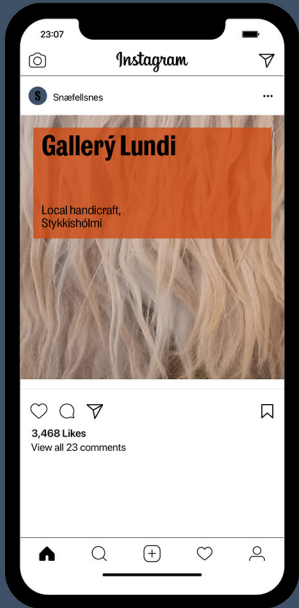 23:07
Instagram
S Snæfellsnes
Gallerý Lundi
Local handicraft,
Stykkishólmi
3,468 Likes
View all 23 comments